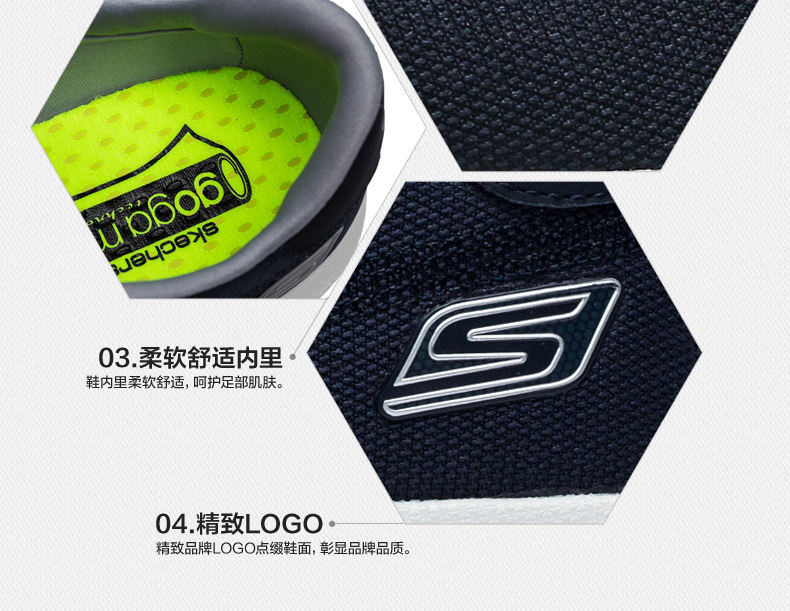 goga m
techno
skechers
03.柔软舒适内里
鞋内里柔软舒适, 呵护足部肌肤。
04.精致LOGO
精致品牌LOGO点缀鞋面, 彰显品牌品质。